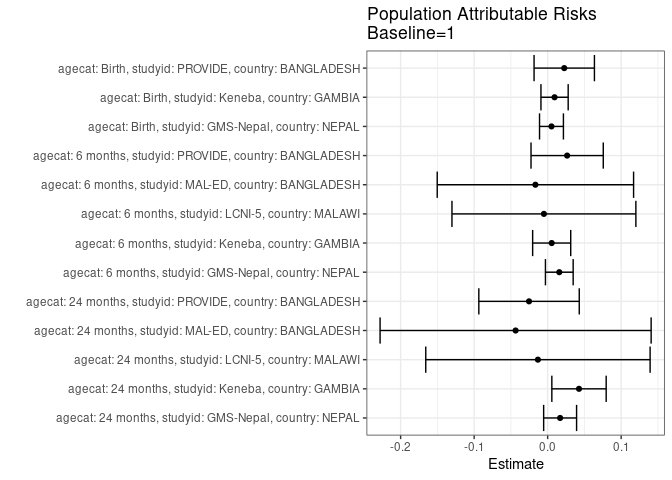 Population Attributable Risks
Baseline=1
agecat: Birth, studyid: PROVIDE, country: BANGLADESH
agecat: Birth, studyid: Keneba, country: GAMBIA
agecat: Birth, studyid: GMS-Nepal, country: NEPAL
agecat: 6 months, studyid: PROVIDE, country: BANGLADESH
agecat: 6 months, studyid: MAL-ED, country: BANGLADESH
agecat: 6 months, studyid: LCNI-5, country: MALAWI
agecat: 6 months, studyid: Keneba, country: GAMBIA
agecat: 6 months, studyid: GMS-Nepal, country: NEPAL
agecat: 24 months, studyid: PROVIDE, country: BANGLADESH
agecat: 24 months, studyid: MAL-ED, country: BANGLADESH
agecat: 24 months, studyid: LCNI-5, country: MALAWI
agecat: 24 months, studyid: Keneba, country: GAMBIA
agecat: 24 months, studyid: GMS-Nepal, country: NEPAL
-0.2 -0.1 0.0 0.1
Estimate